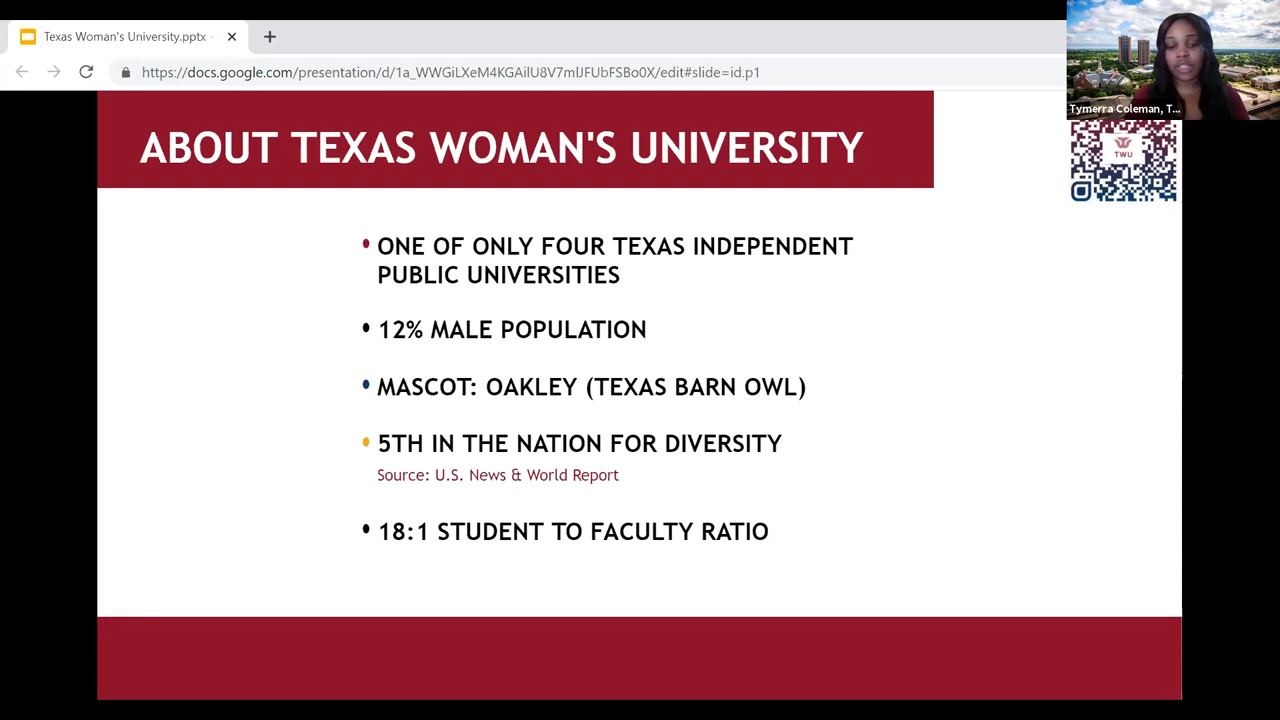 Texas Woman's University.pptx -
https://docs.google.com/presentation/d/1a_WWGiLXeM4KGAilU8V7mIJFUbFSBo0X/edit#slide=id.p1
Tymerra Coleman, T...
TWU
ABOUT TEXAS WOMAN'S UNIVERSITY
• ONE OF ONLY FOUR TEXAS INDEPENDENT
PUBLIC UNIVERSITIES
• 12% MALE POPULATION
• MASCOT: OAKLEY (TEXAS BARN OWL)
• 5TH IN THE NATION FOR DIVERSITY
Source: U.S. News & World Report
• 18:1 STUDENT TO FACULTY RATIO